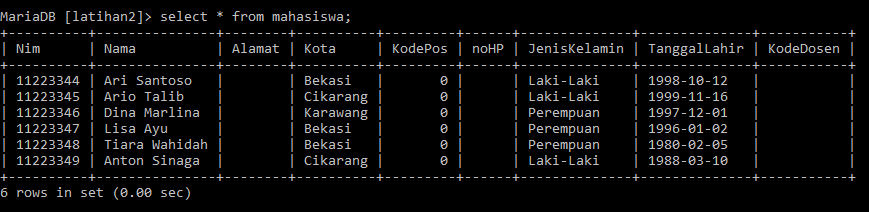 MariaDB [latihan2]> select * from mahasiswa;
+----------+---------------+--------+----------+---------+------+--------------+--------------+-----------+
| Nim      | Nama          | Alamat | Kota     | KodePos | noHP | JenisKelamin | TanggalLahir | KodeDosen |
+----------+---------------+--------+----------+---------+------+--------------+--------------+-----------+
| 11223344 | Ari Santoso   |        | Bekasi   |       0 |      | Laki-Laki    | 1998-10-12   |           |
| 11223345 | Ario Talib    |        | Cikarang |       0 |      | Laki-Laki    | 1999-11-16   |           |
| 11223346 | Dina Marlina  |        | Karawang |       0 |      | Perempuan    | 1997-12-01   |           |
| 11223347 | Lisa Ayu      |        | Bekasi   |       0 |      | Perempuan    | 1996-01-02   |           |
| 11223348 | Tiara Wahidah |        | Bekasi   |       0 |      | Perempuan    | 1980-02-05   |           |
| 11223349 | Anton Sinaga  |        | Cikarang |       0 |      | Laki-Laki    | 1988-03-10   |           |
+----------+---------------+--------+----------+---------+------+--------------+--------------+-----------+
6 rows in set (0.00 sec)